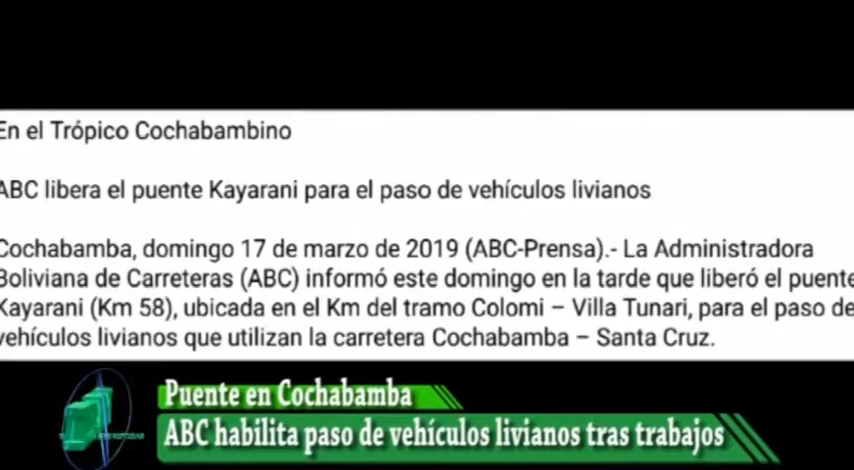 En el Trópico Cochabambino
ABC libera el puente Kayarani para el paso de vehículos livianos
Cochabamba, domingo 17 de marzo de 2019 (ABC-Prensa).- La Administradora
Boliviana de Carreteras (ABC) informó este domingo en la tarde que liberó el puente
Kayarani (Km 58), ubicada en el Km del tramo Colomi – Villa Tunari, para el paso de
vehículos livianos que utilizan la carretera Cochabamba – Santa Cruz.
Puente en Cochabamba
ABC habilita paso de vehículos livianos tras trabajos